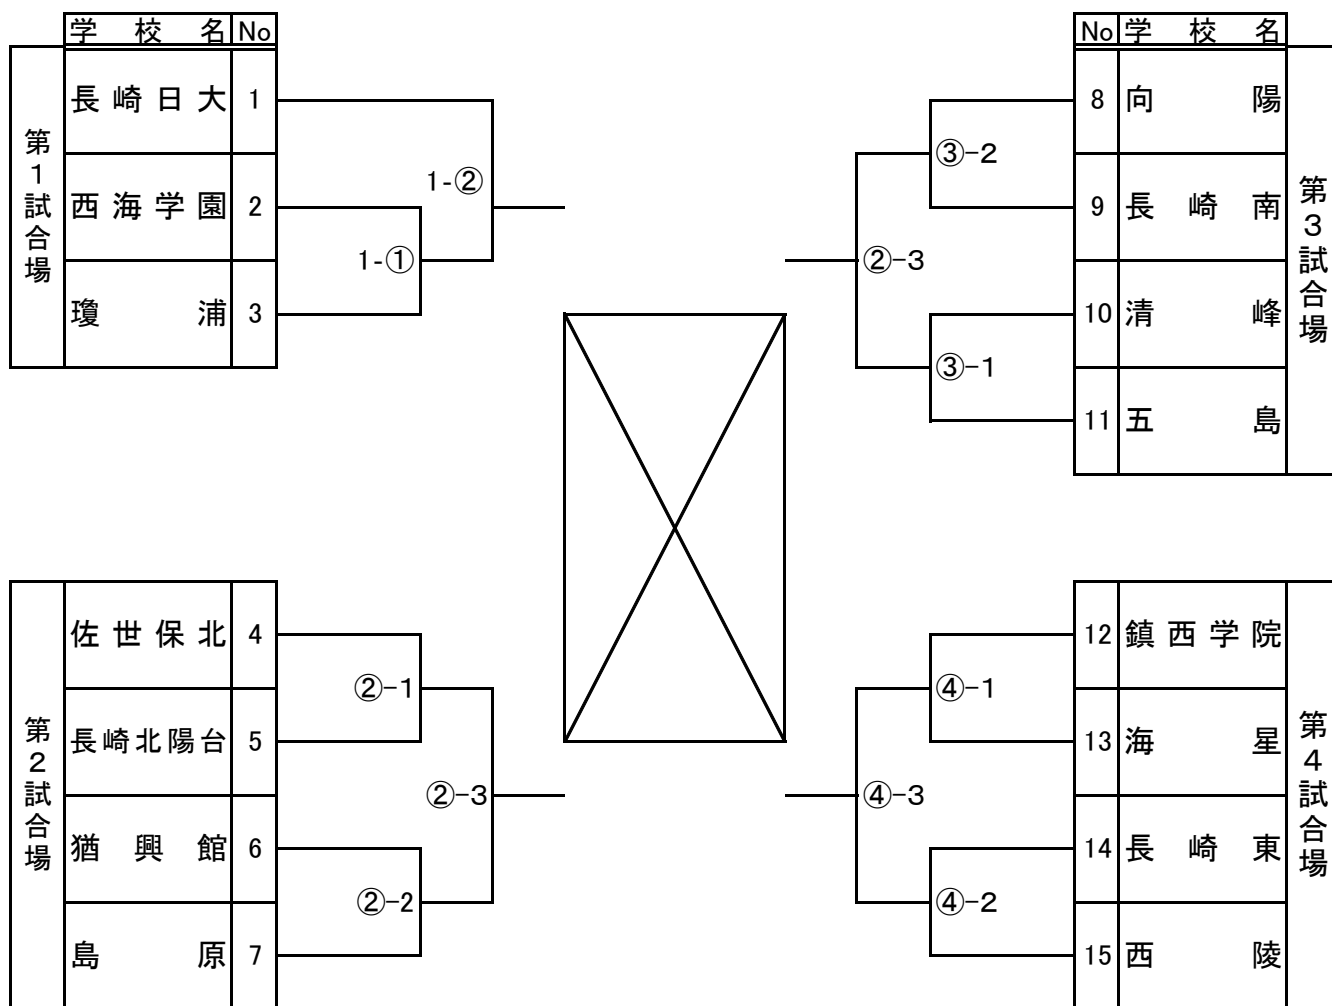 学校名 No
長崎日大 1
西海学園 2
瓊浦 3
第1試合場
1-②
1-①
No 学校名
8 向陽
9 長崎南
10 清峰
11 五島
第3試合場
③-2
②-3
③-1
佐世保北 4
長崎北陽台 5
猶興館 6
島原 7
第2試合場
②-1
②-3
②-2
12 鎮西学院
13 海星
14 長崎東
15 西陵
第4試合場
④-1
④-3
④-2